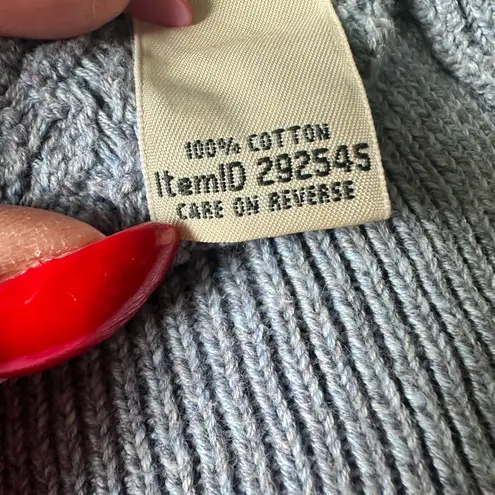 100% COTTON
ItemID 292545
CARE ON REVERSE